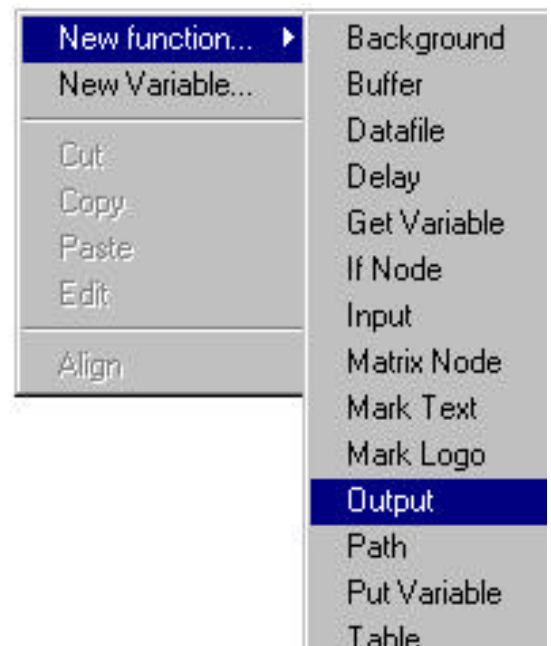 New function...
New Variable...
Cut
Copy
Paste
Edit
Align
Background
Buffer
Datafile
Delay
Get Variable
If Node
Input
Matrix Node
Mark Text
Mark Logo
Output
Path
Put Variable
Table